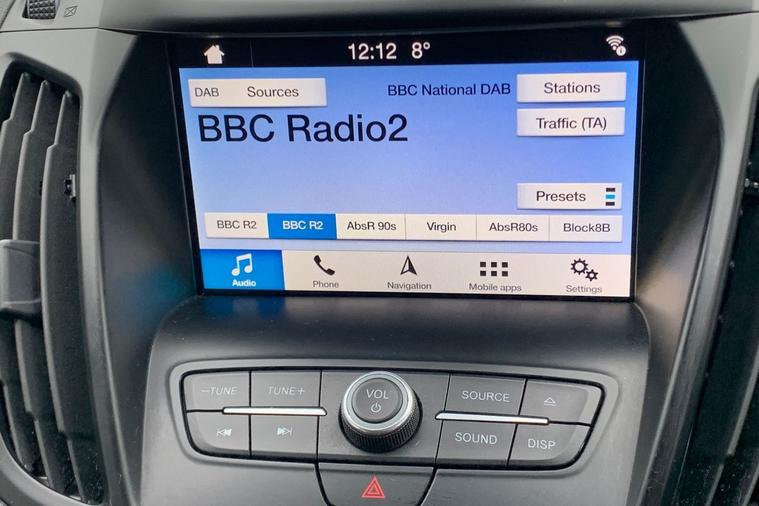 12:12 8°
DAB Sources
BBC National DAB
Stations
BBC Radio2
Traffic (TA)
Presets
BBC R2
BBC R2
AbsR 90s
Virgin
AbsR80s
Block8B
Audio
Phone
Navigation
Mobile apps
Settings
–TUNE
TUNE+
VOL
SOURCE
SOUND
DISP